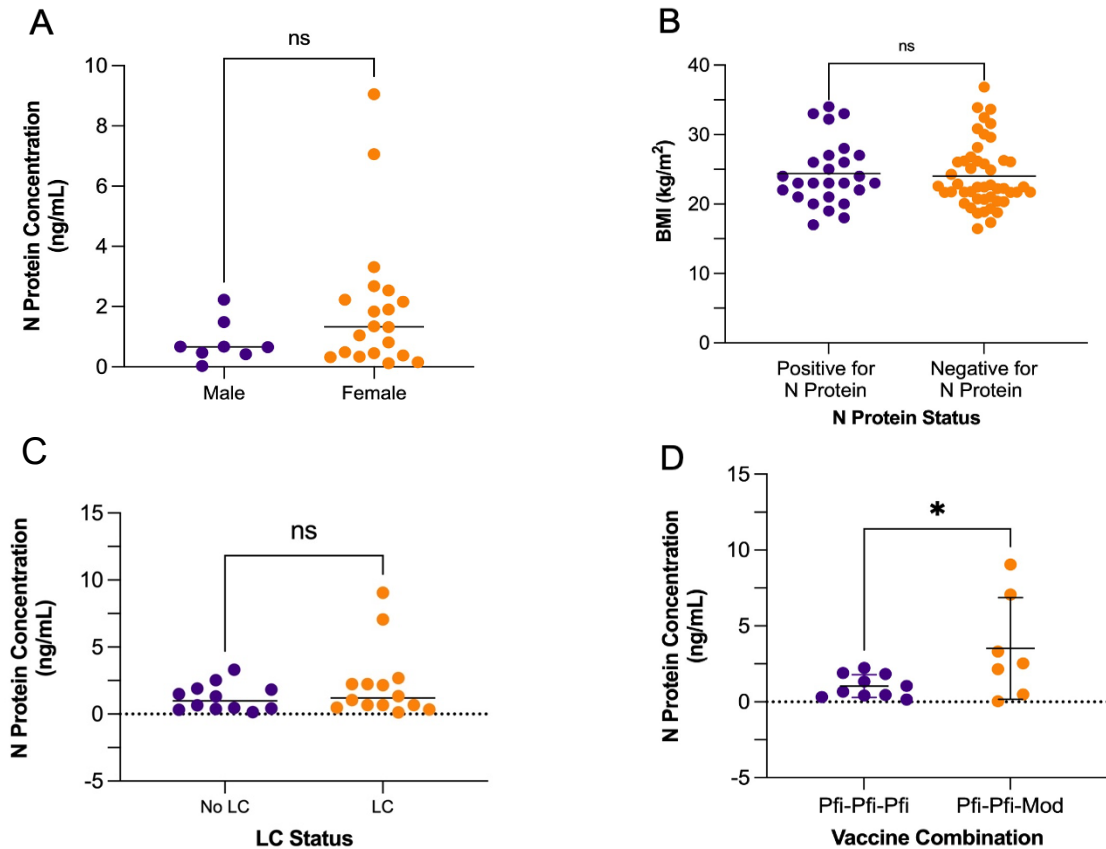 A
ns
10
8
6
4
2
0
N Protein Concentration
(ng/mL)
Male
Female
B
ns
40
30
20
10
0
BMI (kg/m²)
Positive for
N Protein
Negative for
N Protein
N Protein Status
C
ns
15
10
5
0
-5
N Protein Concentration
(ng/mL)
No LC
LC
LC Status
D
*
15
10
5
0
-5
N Protein Concentration
(ng/mL)
Pfi-Pfi-Pfi
Pfi-Pfi-Mod
Vaccine Combination